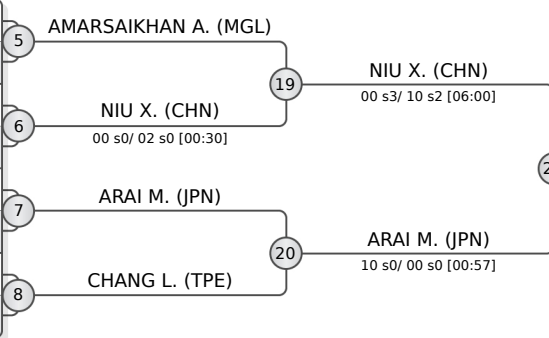 5
AMARSAIKHAN A. (MGL)
19
NIU X. (CHN)
00 s3/ 10 s2 [06:00]
6
NIU X. (CHN)
00 s0/ 02 s0 [00:30]
7
ARAI M. (JPN)
20
ARAI M. (JPN)
10 s0/ 00 s0 [00:57]
8
CHANG L. (TPE)